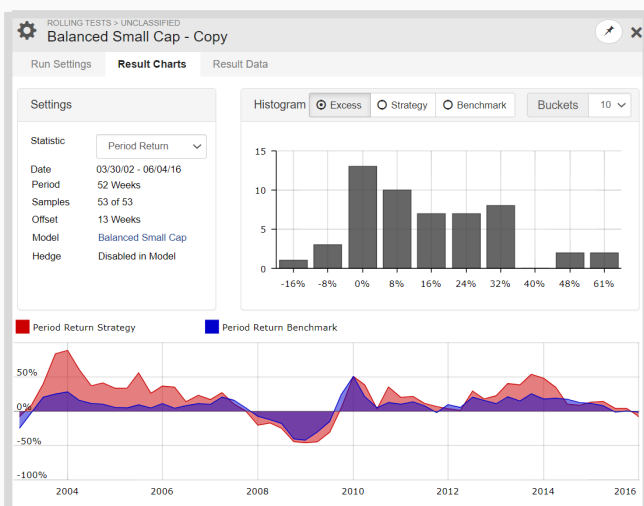 ROLLING TESTS > UNCLASSIFIED
Balanced Small Cap - Copy
Run Settings Result Charts Result Data
Settings
Statistic Period Return
Date 03/30/02 - 06/04/16
Period 52 Weeks
Samples 53 of 53
Offset 13 Weeks
Model Balanced Small Cap
Hedge Disabled in Model
Histogram Excess Strategy Benchmark Buckets 10
15
10
5
0
-16% -8% 0% 8% 16% 24% 32% 40% 48% 61%
Period Return Strategy Period Return Benchmark
50%
0%
-50%
-100%
2004 2006 2008 2010 2012 2014 2016